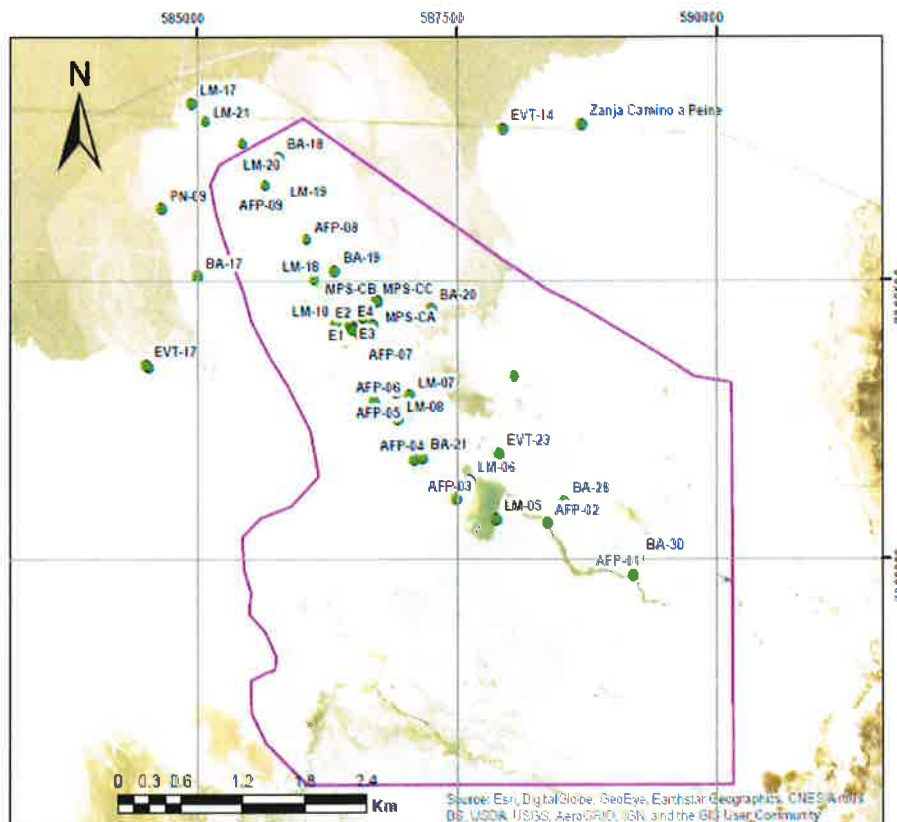 585000 587500 590000
N
LM-17
LM-21
EVT-14
Zanja Camino a Peine
BA-18
LM-20
LM-19
PN-09
AFP-09
AFP-08
BA-17
LM-18
BA-19
MPS-CB
MPS-CC
BA-20
LM-10
E2
E4
MPS-CA
E1
E3
AFP-07
EVT-17
AFP-06
LM-07
AFP-05
LM-08
AFP-04
BA-21
EVT-23
LM-06
AFP-03
BA-28
LM-05
AFP-02
BA-30
AFP-01
0 0.3 0.6 1.2 1.8 2.4
Km
Source: Esri, DigitalGlobe, GeoEye, Earthstar Geographics, CNES/Airbus
DS, USDA, USGS, AeroGRID, IGN, and the GIS User Community